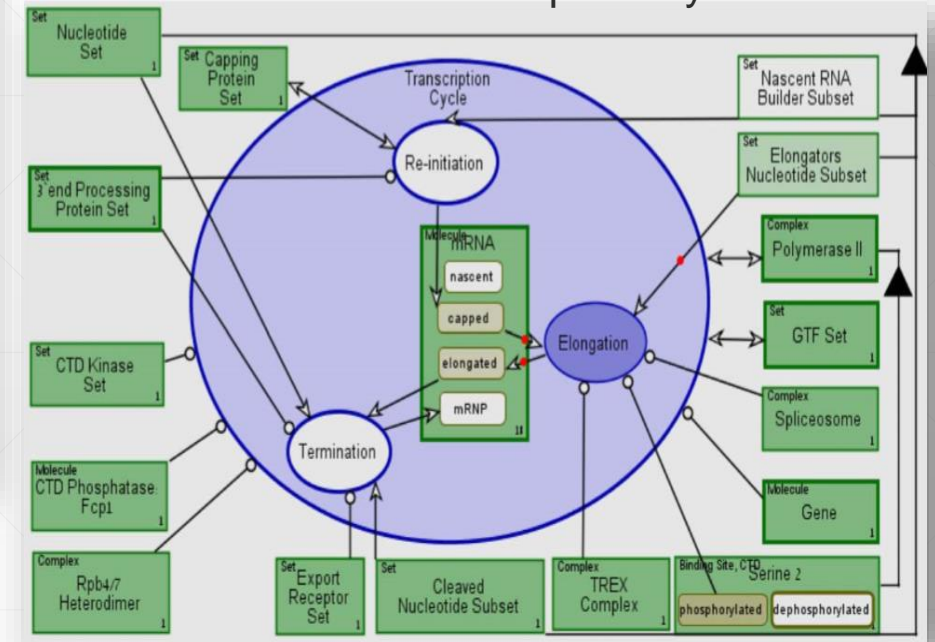 Set
Nucleotide
Set
1
Set
Capping
Protein
Set
1
Transcription
Cycle
Set
Nascent RNA
Builder Subset
Re-initiation
Set
Elongators
Nucleotide Subset
Set
3'end Processing
Protein Set
1
Molecule
mRNA
nascent
capped
elongated
mRNP
18
Elongation
Complex
Polymerase II
1
Set
GTF Set
1
Set
CTD Kinase
Set
1
Complex
Spliceosome
1
Termination
Molecule
CTD Phosphatase:
Fcp1
1
Molecule
Gene
1
Complex
Rpb4/7
Heterodimer
1
Set
Export
Receptor
Set
1
Set
Cleaved
Nucleotide Subset
1
Complex
TREX
Complex
1
Binding Site, CTD
Serine 2
phosphorylated
dephosphorylated
1